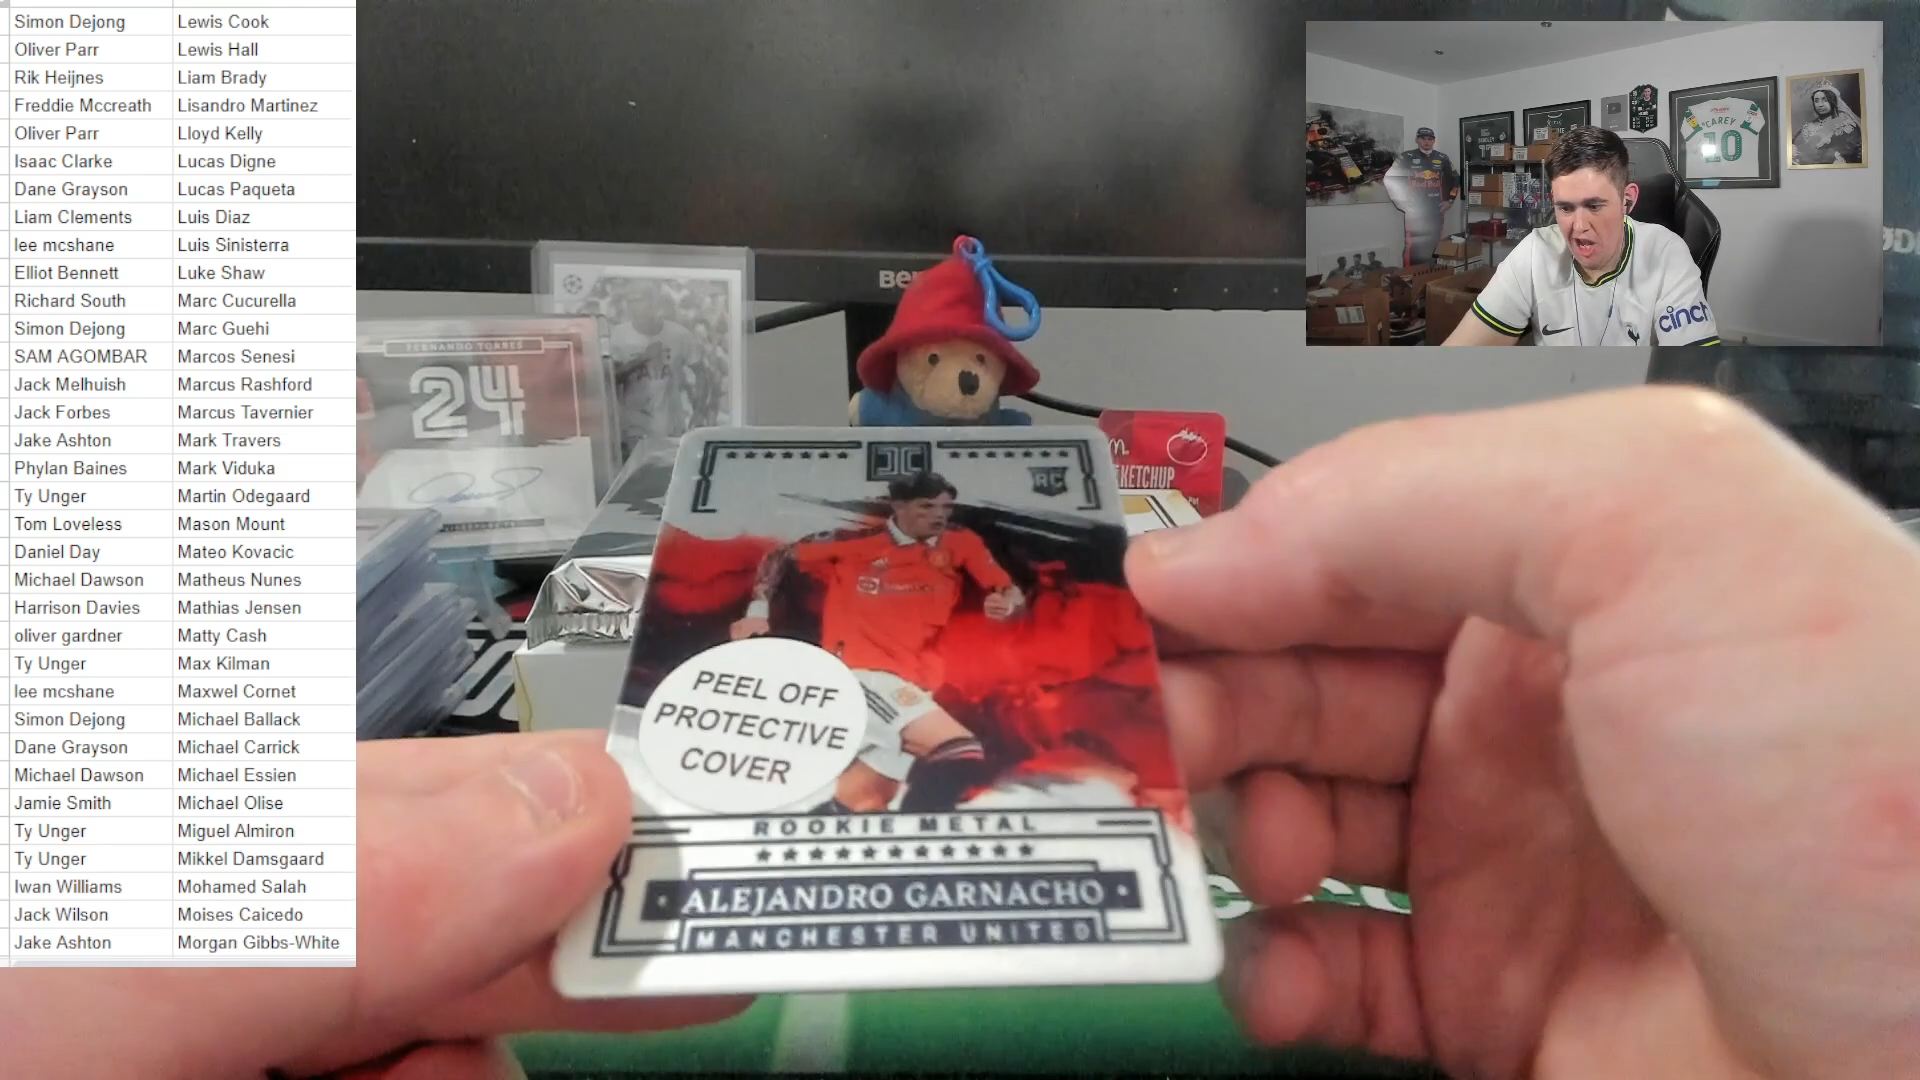 Simon Dejong Lewis Cook
Oliver Parr Lewis Hall
Rik Heijnes Liam Brady
Freddie Mccreath Lisandro Martinez
Oliver Parr Lloyd Kelly
Isaac Clarke Lucas Digne
Dane Grayson Lucas Paqueta
Liam Clements Luis Diaz
lee mcshane Luis Sinisterra
Elliot Bennett Luke Shaw
Richard South Marc Cucurella
Simon Dejong Marc Guehi
SAM AGOMBAR Marcos Senesi
Jack Melhuish Marcus Rashford
Jack Forbes Marcus Tavernier
Jake Ashton Mark Travers
Phylan Baines Mark Viduka
Ty Unger Martin Odegaard
Tom Loveless Mason Mount
Daniel Day Mateo Kovacic
Michael Dawson Matheus Nunes
Harrison Davies Mathias Jensen
oliver gardner Matty Cash
Ty Unger Max Kilman
lee mcshane Maxwel Cornet
Simon Dejong Michael Ballack
Dane Grayson Michael Carrick
Michael Dawson Michael Essien
Jamie Smith Michael Olise
Ty Unger Miguel Almiron
Ty Unger Mikkel Damsgaard
Iwan Williams Mohamed Salah
Jack Wilson Moises Caicedo
Jake Ashton Morgan Gibbs-White
FERNANDO TORRES
24
KETCHUP
RC
PEEL OFF
PROTECTIVE
COVER
ROOKIE METAL
ALEJANDRO GARNACHO
MANCHESTER UNITED
CAREY
10
cinch